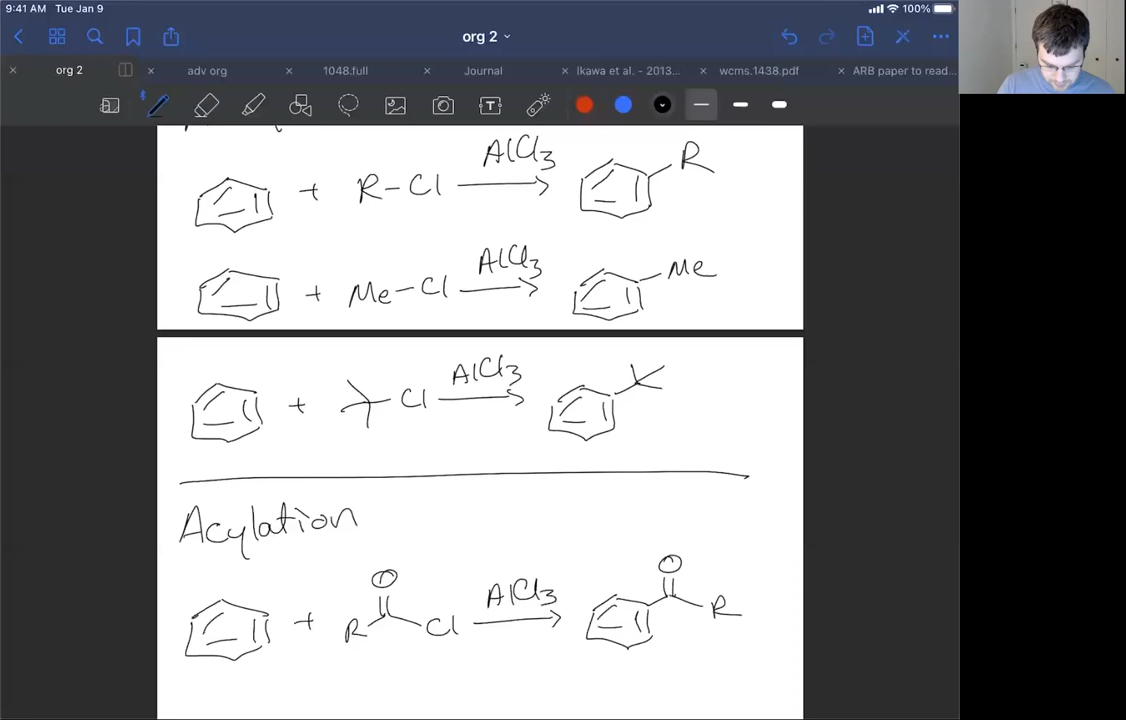 9:41 AM Tue Jan 9
100%
org 2
org 2
adv org
1048.full
Journal
Ikawa et al. - 2013...
wcms.1438.pdf
ARB paper to read...
AlCl3
R
+ R-Cl
AlCl3
Me
+ Me-Cl
AlCl3
+ Cl
Acylation
O
O
AlCl3
+ R Cl
R